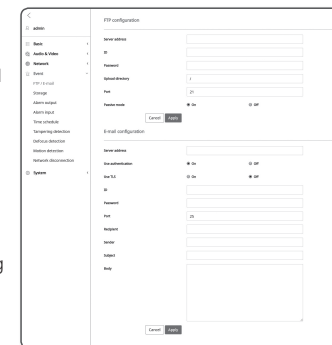 admin
Basic
Audio & Video
Network
Event
FTP / E-mail
Storage
Alarm output
Alarm input
Time schedule
Tampering detection
Defocus detection
Motion detection
Network disconnection
System
FTP configuration
Server address
ID
Password
Upload directory /
Port 21
Passive mode On Off
Cancel Apply
E-mail configuration
Server address
Use authentication On Off
Use TLS On Off
ID
Password
Port 25
Recipient
Sender
Subject
Body
Cancel Apply